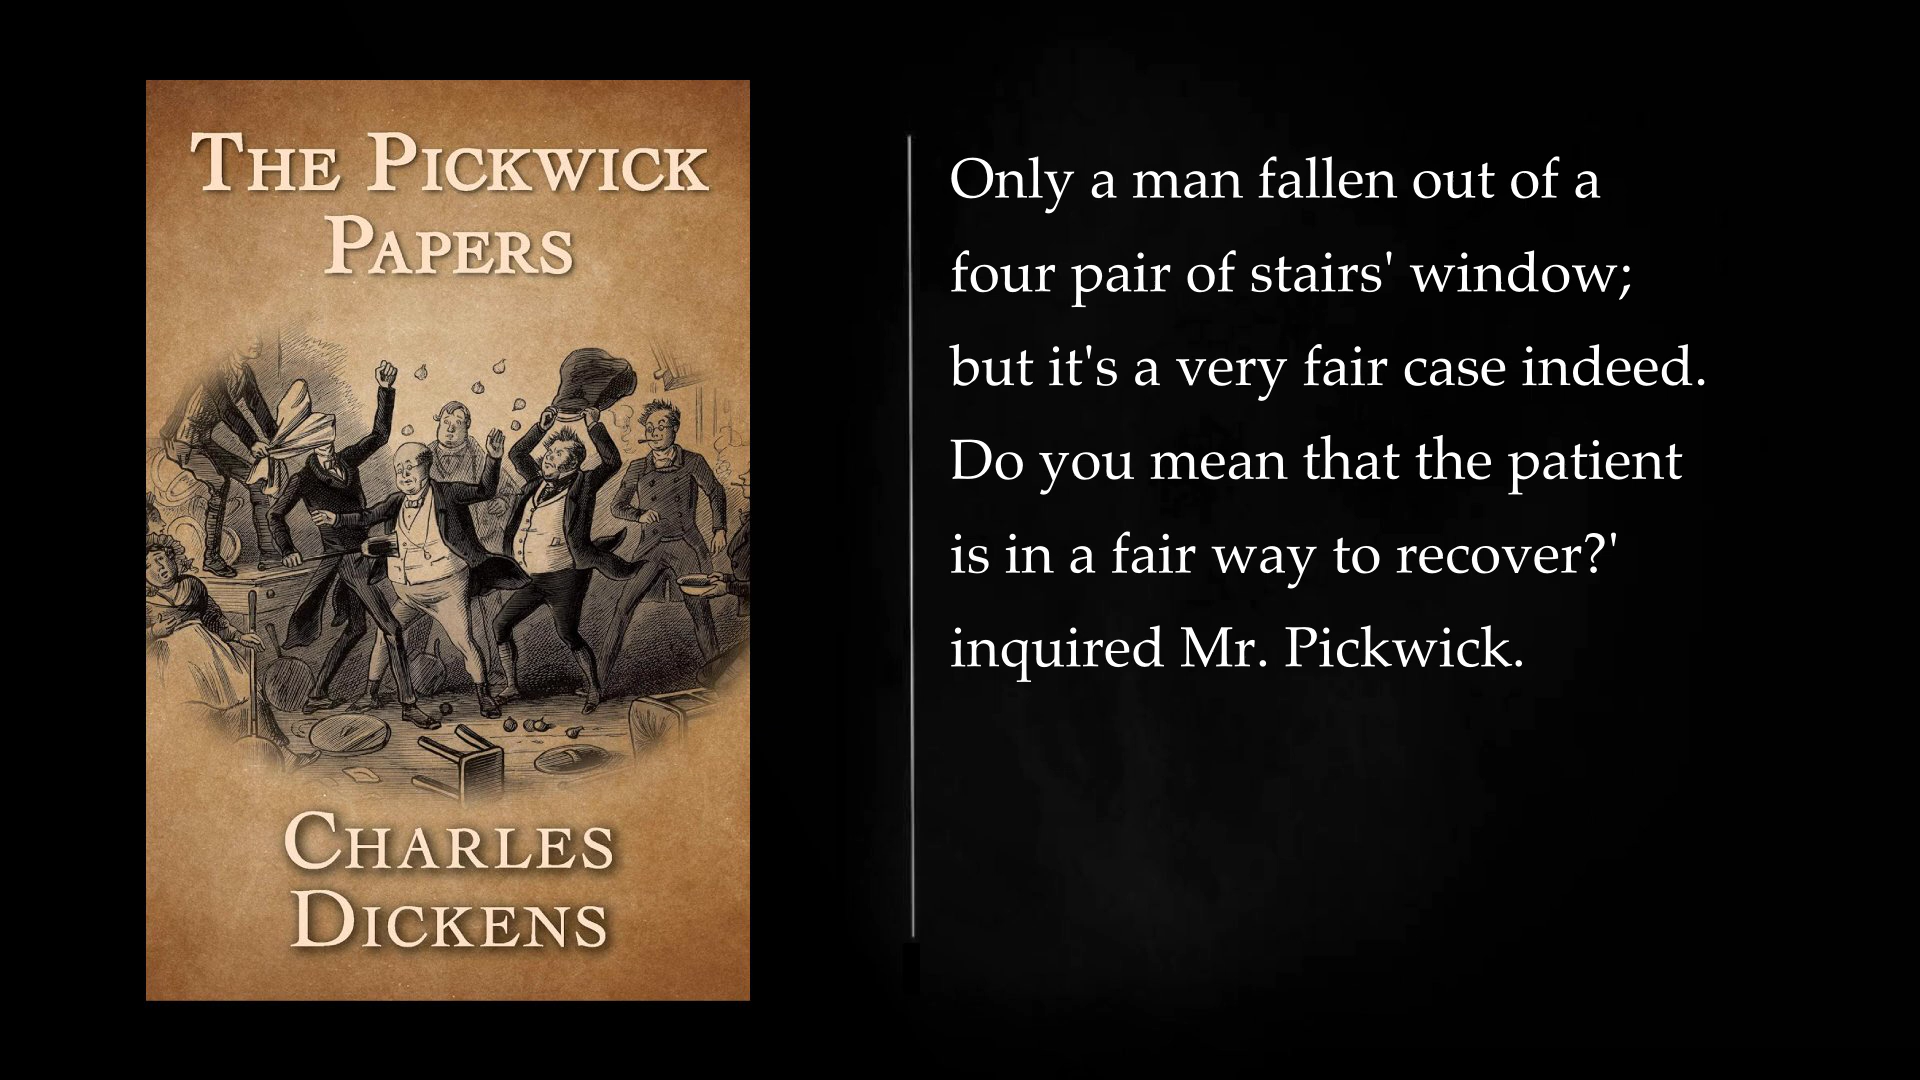 The Pickwick
Papers
Charles
Dickens
Only a man fallen out of a
four pair of stairs' window;
but it's a very fair case indeed.
Do you mean that the patient
is in a fair way to recover?'
inquired Mr. Pickwick.